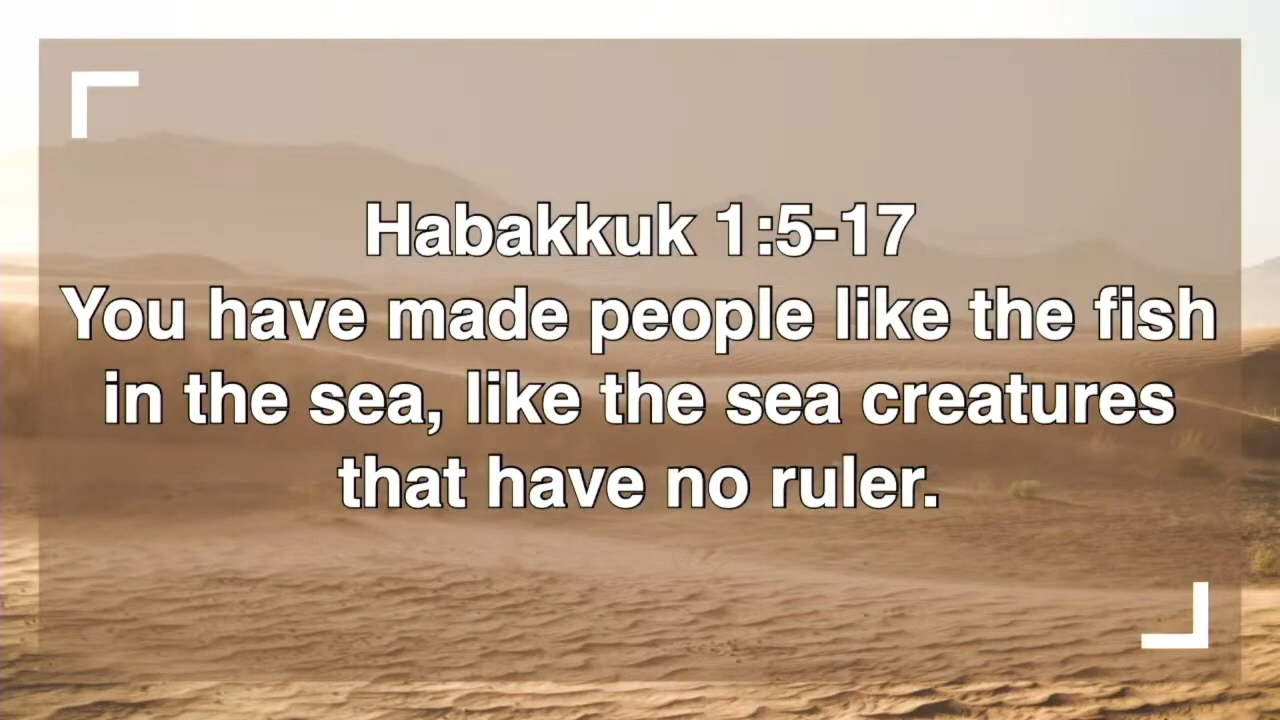 Habakkuk 1:5-17
You have made people like the fish
in the sea, like the sea creatures
that have no ruler.